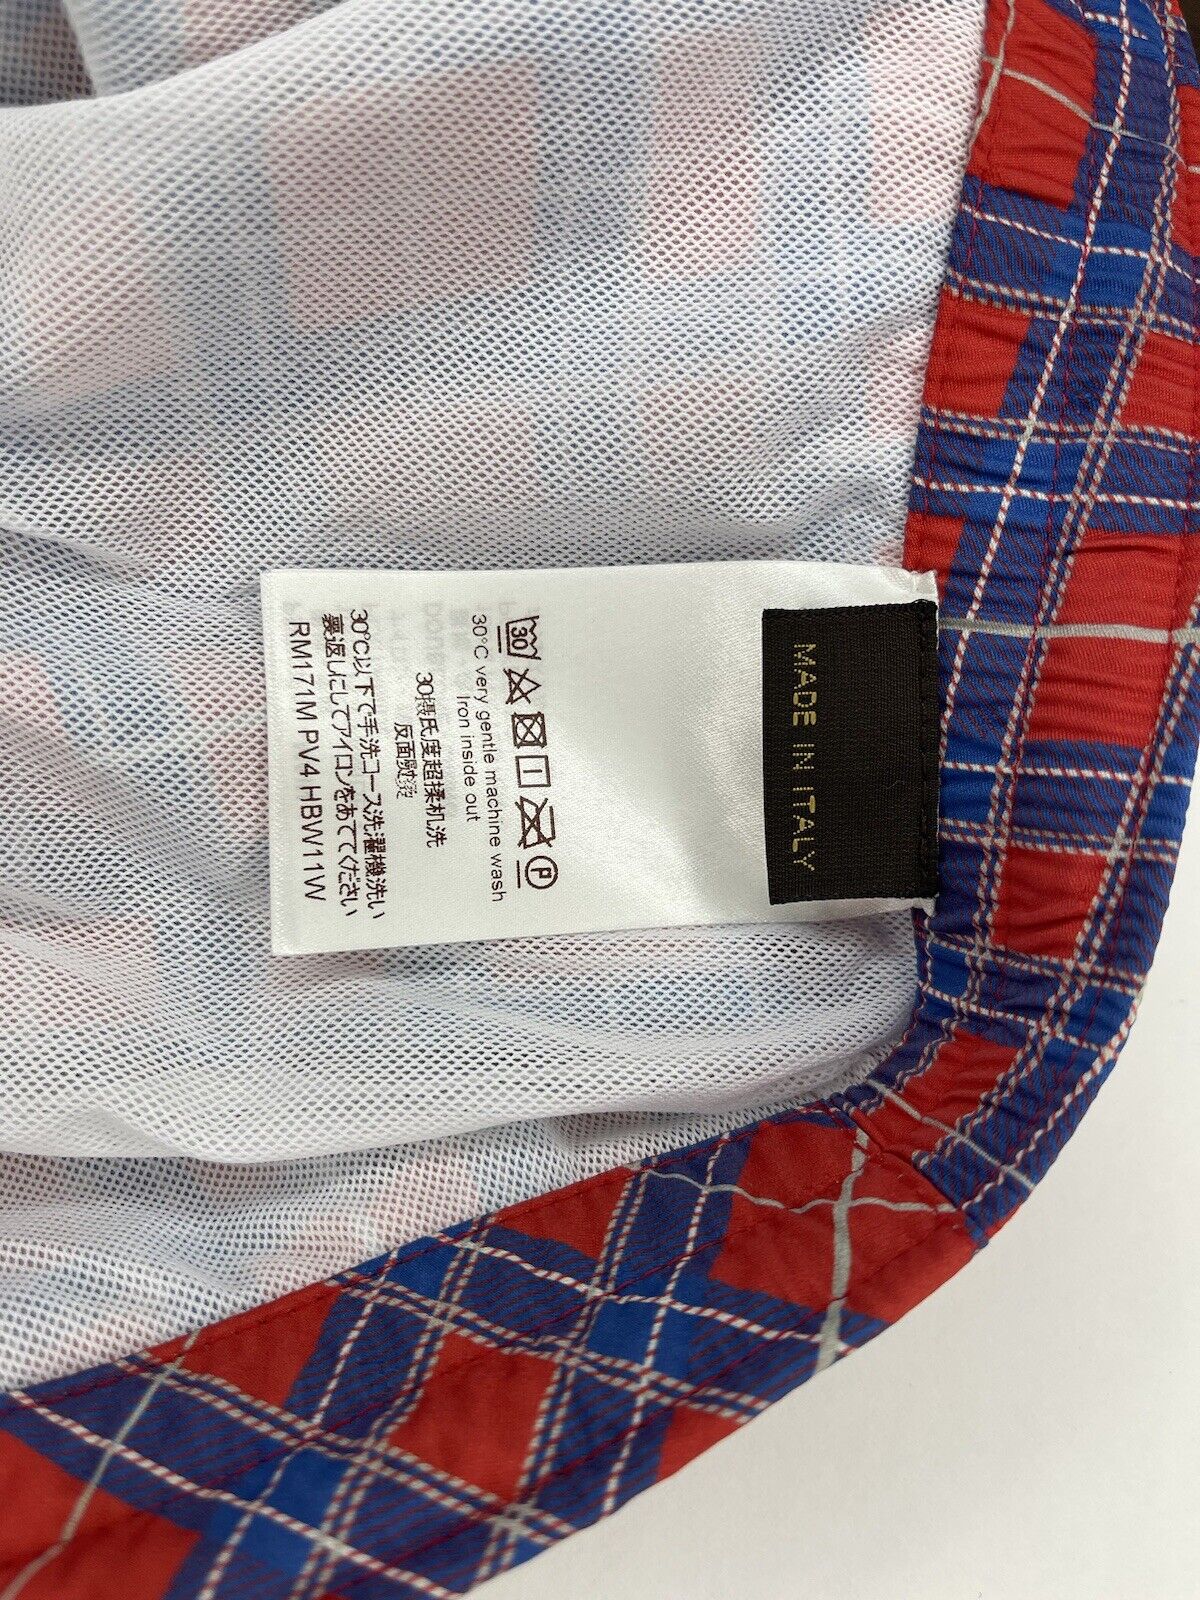 MADE IN ITALY
30
P
30°C very gentle machine wash
Iron inside out
30摄氏度超揉机洗
反面熨烫
30°C以下で手洗コース洗濯機洗い
裏返しにしてアイロンをあててください
RM171M PV4 HBW11W